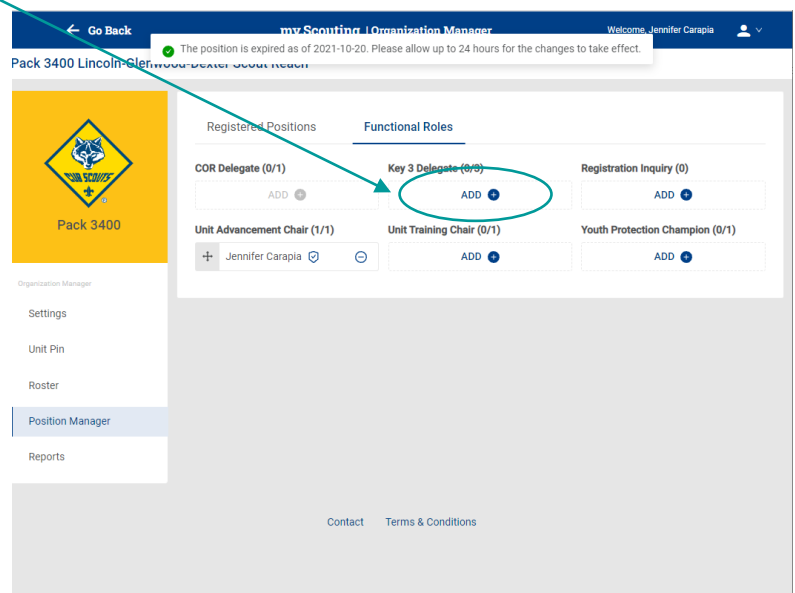 ← Go Back
my.Scouting | Organization Manager
Welcome, Jennifer Carapia
The position is expired as of 2021-10-20. Please allow up to 24 hours for the changes to take effect.
Pack 3400 Lincoln-Glenwood-Dexter Scout Reach
CUB SCOUTS
Pack 3400
Registered Positions
Functional Roles
COR Delegate (0/1)
Key 3 Delegate (0/3)
Registration Inquiry (0)
ADD
ADD
ADD
Unit Advancement Chair (1/1)
Unit Training Chair (0/1)
Youth Protection Champion (0/1)
Jennifer Carapia
ADD
ADD
Organization Manager
Settings
Unit Pin
Roster
Position Manager
Reports
Contact
Terms & Conditions